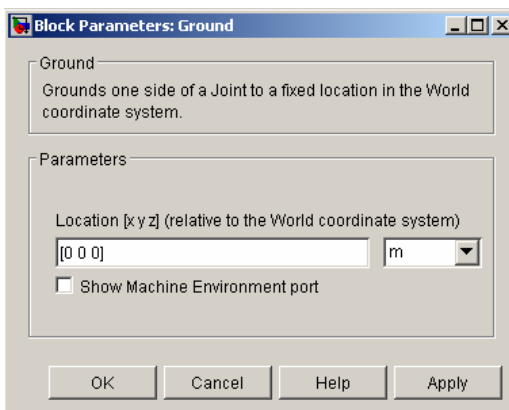 Block Parameters: Ground
Ground
Grounds one side of a Joint to a fixed location in the World
coordinate system.
Parameters
Location [x y z] (relative to the World coordinate system)
[0 0 0] m
Show Machine Environment port
OK Cancel Help Apply